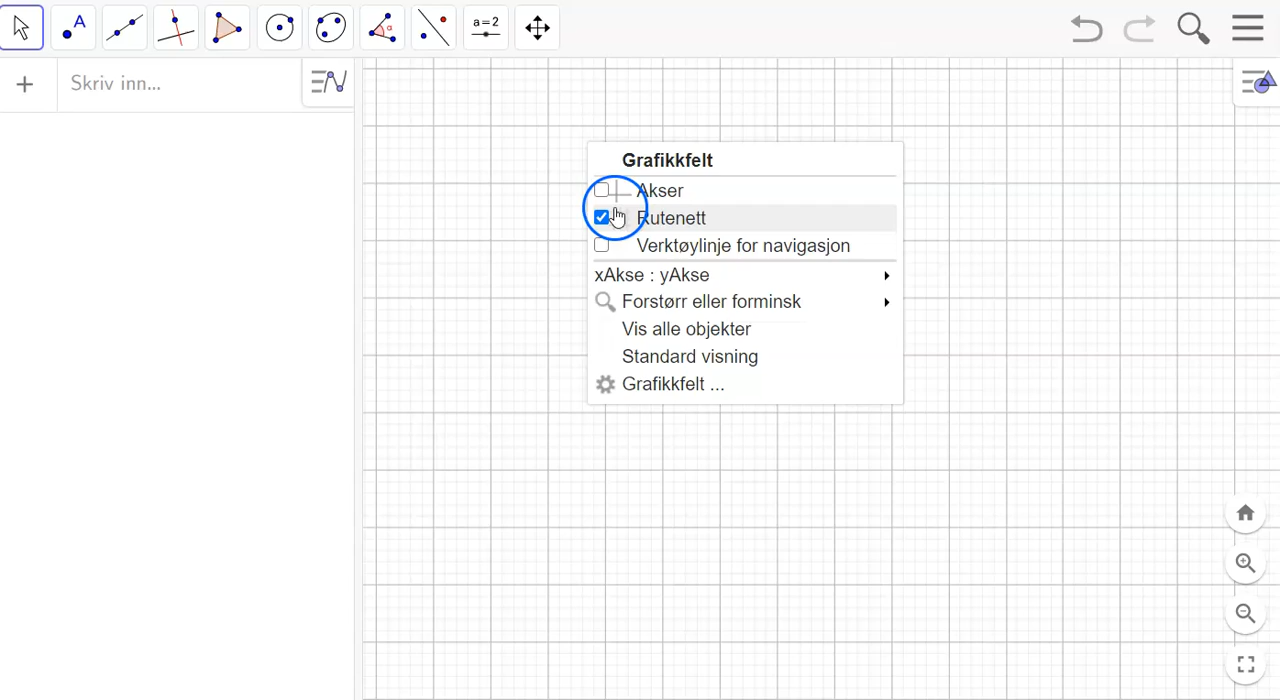 A
α
a=2
Skriv inn...
Grafikkfelt
Akser
Rutenett
Verktøylinje for navigasjon
xAkse : yAkse
Forstørr eller forminsk
Vis alle objekter
Standard visning
Grafikkfelt ...